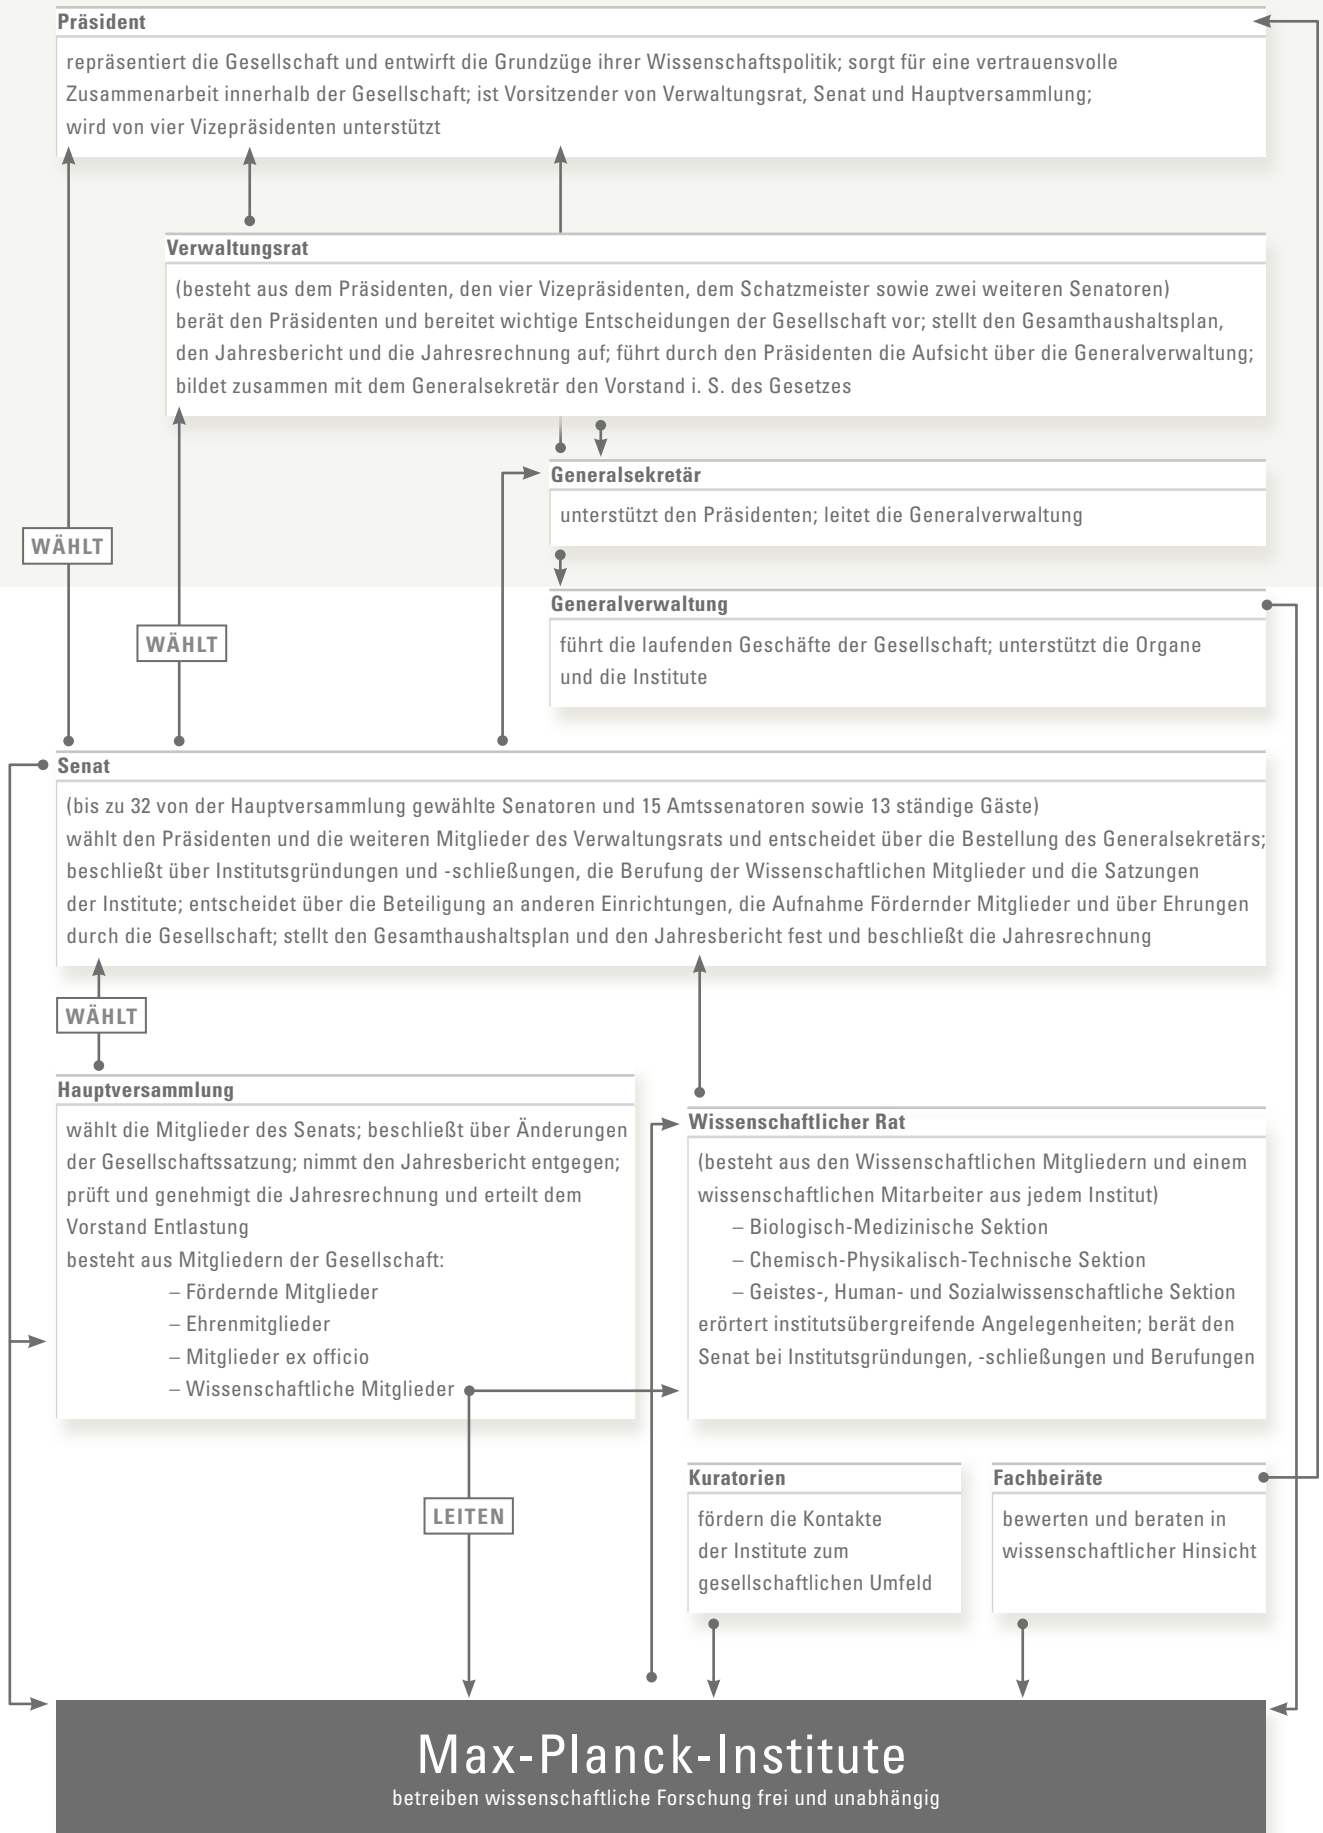 Präsident
repräsentiert die Gesellschaft und entwirft die Grundzüge ihrer Wissenschaftspolitik; sorgt für eine vertrauensvolle
Zusammenarbeit innerhalb der Gesellschaft; ist Vorsitzender von Verwaltungsrat, Senat und Hauptversammlung;
wird von vier Vizepräsidenten unterstützt
Verwaltungsrat
(besteht aus dem Präsidenten, den vier Vizepräsidenten, dem Schatzmeister sowie zwei weiteren Senatoren)
berät den Präsidenten und bereitet wichtige Entscheidungen der Gesellschaft vor; stellt den Gesamthaushaltsplan,
den Jahresbericht und die Jahresrechnung auf; führt durch den Präsidenten die Aufsicht über die Generalverwaltung;
bildet zusammen mit dem Generalsekretär den Vorstand i. S. des Gesetzes
Generalsekretär
unterstützt den Präsidenten; leitet die Generalverwaltung
WÄHLT
Generalverwaltung
führt die laufenden Geschäfte der Gesellschaft; unterstützt die Organe
und die Institute
WÄHLT
Senat
(bis zu 32 von der Hauptversammlung gewählte Senatoren und 15 Amtssenatoren sowie 13 ständige Gäste)
wählt den Präsidenten und die weiteren Mitglieder des Verwaltungsrats und entscheidet über die Bestellung des Generalsekretärs;
beschließt über Institutsgründungen und -schließungen, die Berufung der Wissenschaftlichen Mitglieder und die Satzungen
der Institute; entscheidet über die Beteiligung an anderen Einrichtungen, die Aufnahme Fördernder Mitglieder und über Ehrungen
durch die Gesellschaft; stellt den Gesamthaushaltsplan und den Jahresbericht fest und beschließt die Jahresrechnung
WÄHLT
Hauptversammlung
wählt die Mitglieder des Senats; beschließt über Änderungen
der Gesellschaftssatzung; nimmt den Jahresbericht entgegen;
prüft und genehmigt die Jahresrechnung und erteilt dem
Vorstand Entlastung
besteht aus Mitgliedern der Gesellschaft:
– Fördernde Mitglieder
– Ehrenmitglieder
– Mitglieder ex officio
– Wissenschaftliche Mitglieder
Wissenschaftlicher Rat
(besteht aus den Wissenschaftlichen Mitgliedern und einem
wissenschaftlichen Mitarbeiter aus jedem Institut)
– Biologisch-Medizinische Sektion
– Chemisch-Physikalisch-Technische Sektion
– Geistes-, Human- und Sozialwissenschaftliche Sektion
erörtert institutsübergreifende Angelegenheiten; berät den
Senat bei Institutsgründungen, -schließungen und Berufungen
LEITEN
Kuratorien
fördern die Kontakte
der Institute zum
gesellschaftlichen Umfeld
Fachbeiräte
bewerten und beraten in
wissenschaftlicher Hinsicht
Max-Planck-Institute
betreiben wissenschaftliche Forschung frei und unabhängig